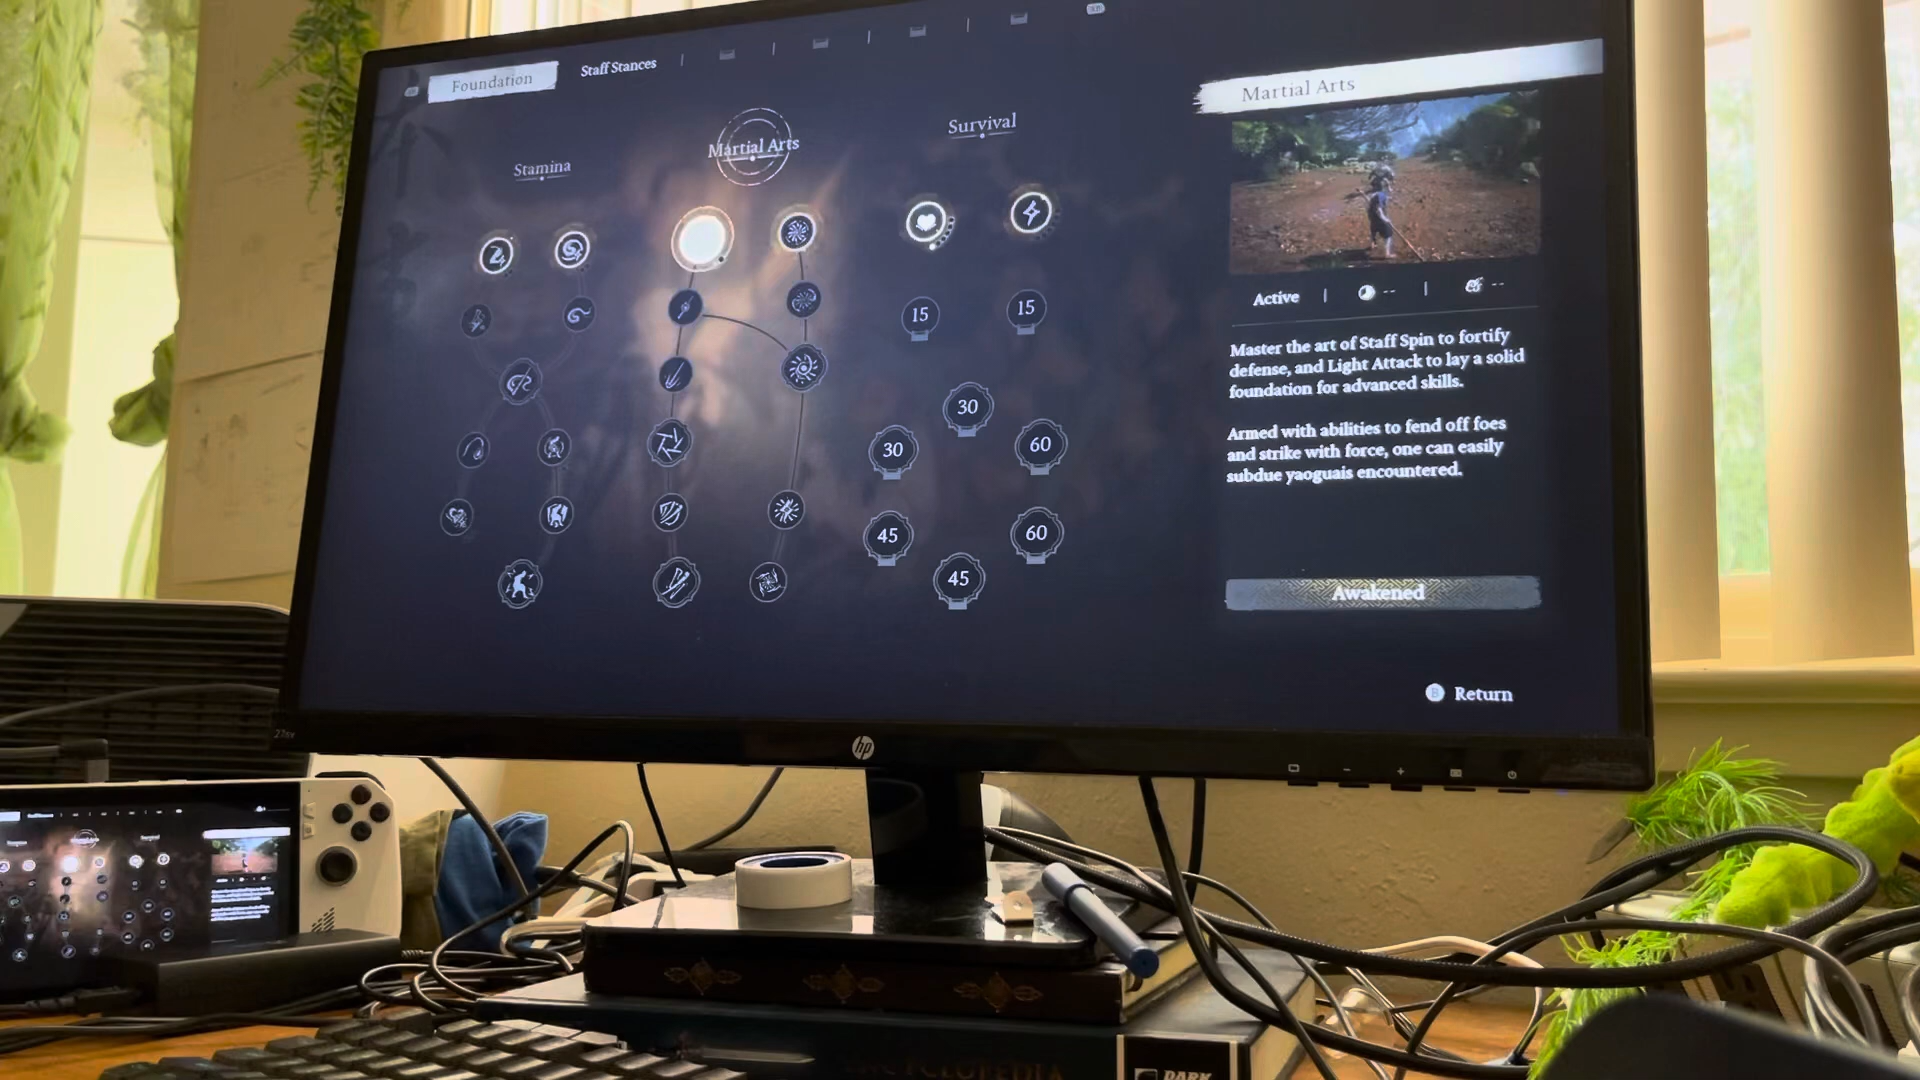 Foundation
Staff Stances
Stamina
Martial Arts
Survival
15
15
30
30
60
45
60
45
Martial Arts
Active
--
--
Master the art of Staff Spin to fortify
defense, and Light Attack to lay a solid
foundation for advanced skills.
Armed with abilities to fend off foes
and strike with force, one can easily
subdue yaoguais encountered.
Awakened
B Return
hp
Martial Arts
DARK